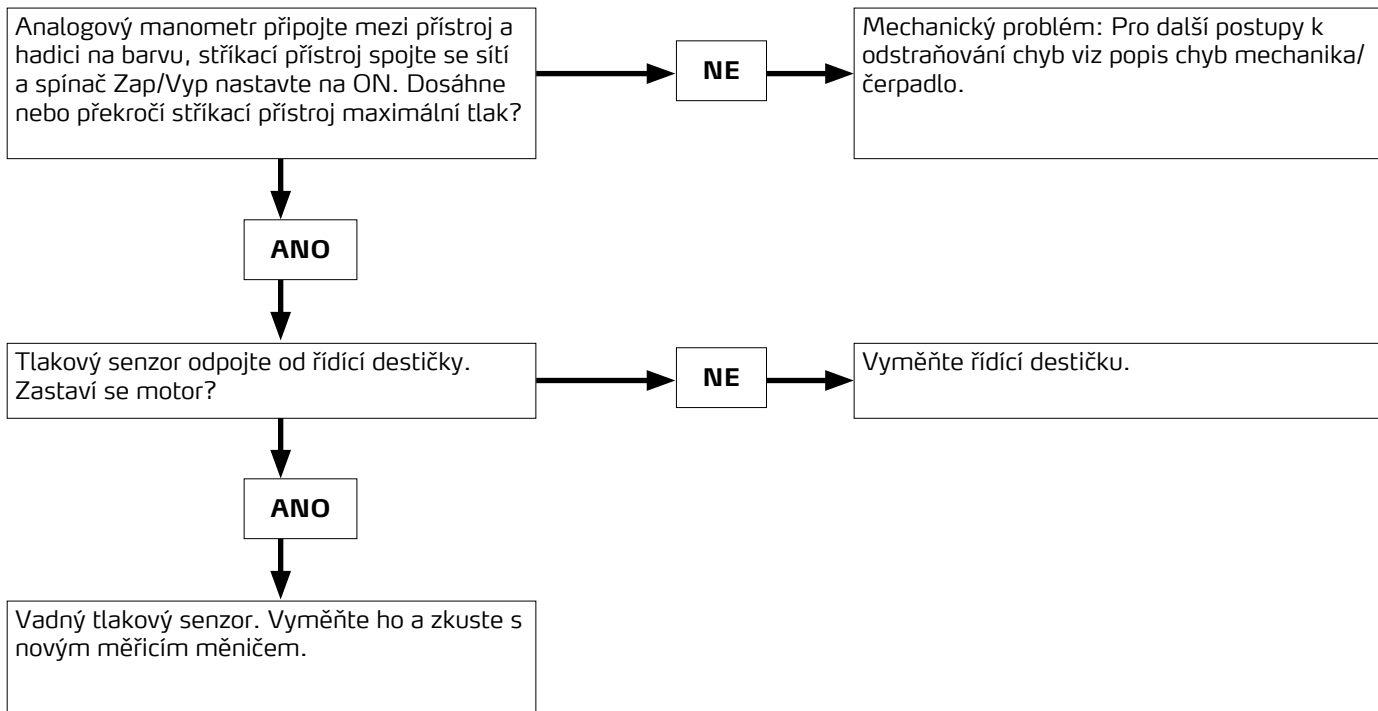 Analogový manometr připojte mezi přístroj a
hadici na barvu, stříkací přístroj spojte se sítí
a spínač Zap/Vyp nastavte na ON. Dosáhne
nebo překročí stříkací přístroj maximální tlak?
NE
Mechanický problém: Pro další postupy k
odstraňování chyb viz popis chyb mechanika/
čerpadlo.
ANO
Tlakový senzor odpojte od řídící destičky.
Zastaví se motor?
NE
Vyměňte řídící destičku.
ANO
Vadný tlakový senzor. Vyměňte ho a zkuste s
novým měřicím měničem.